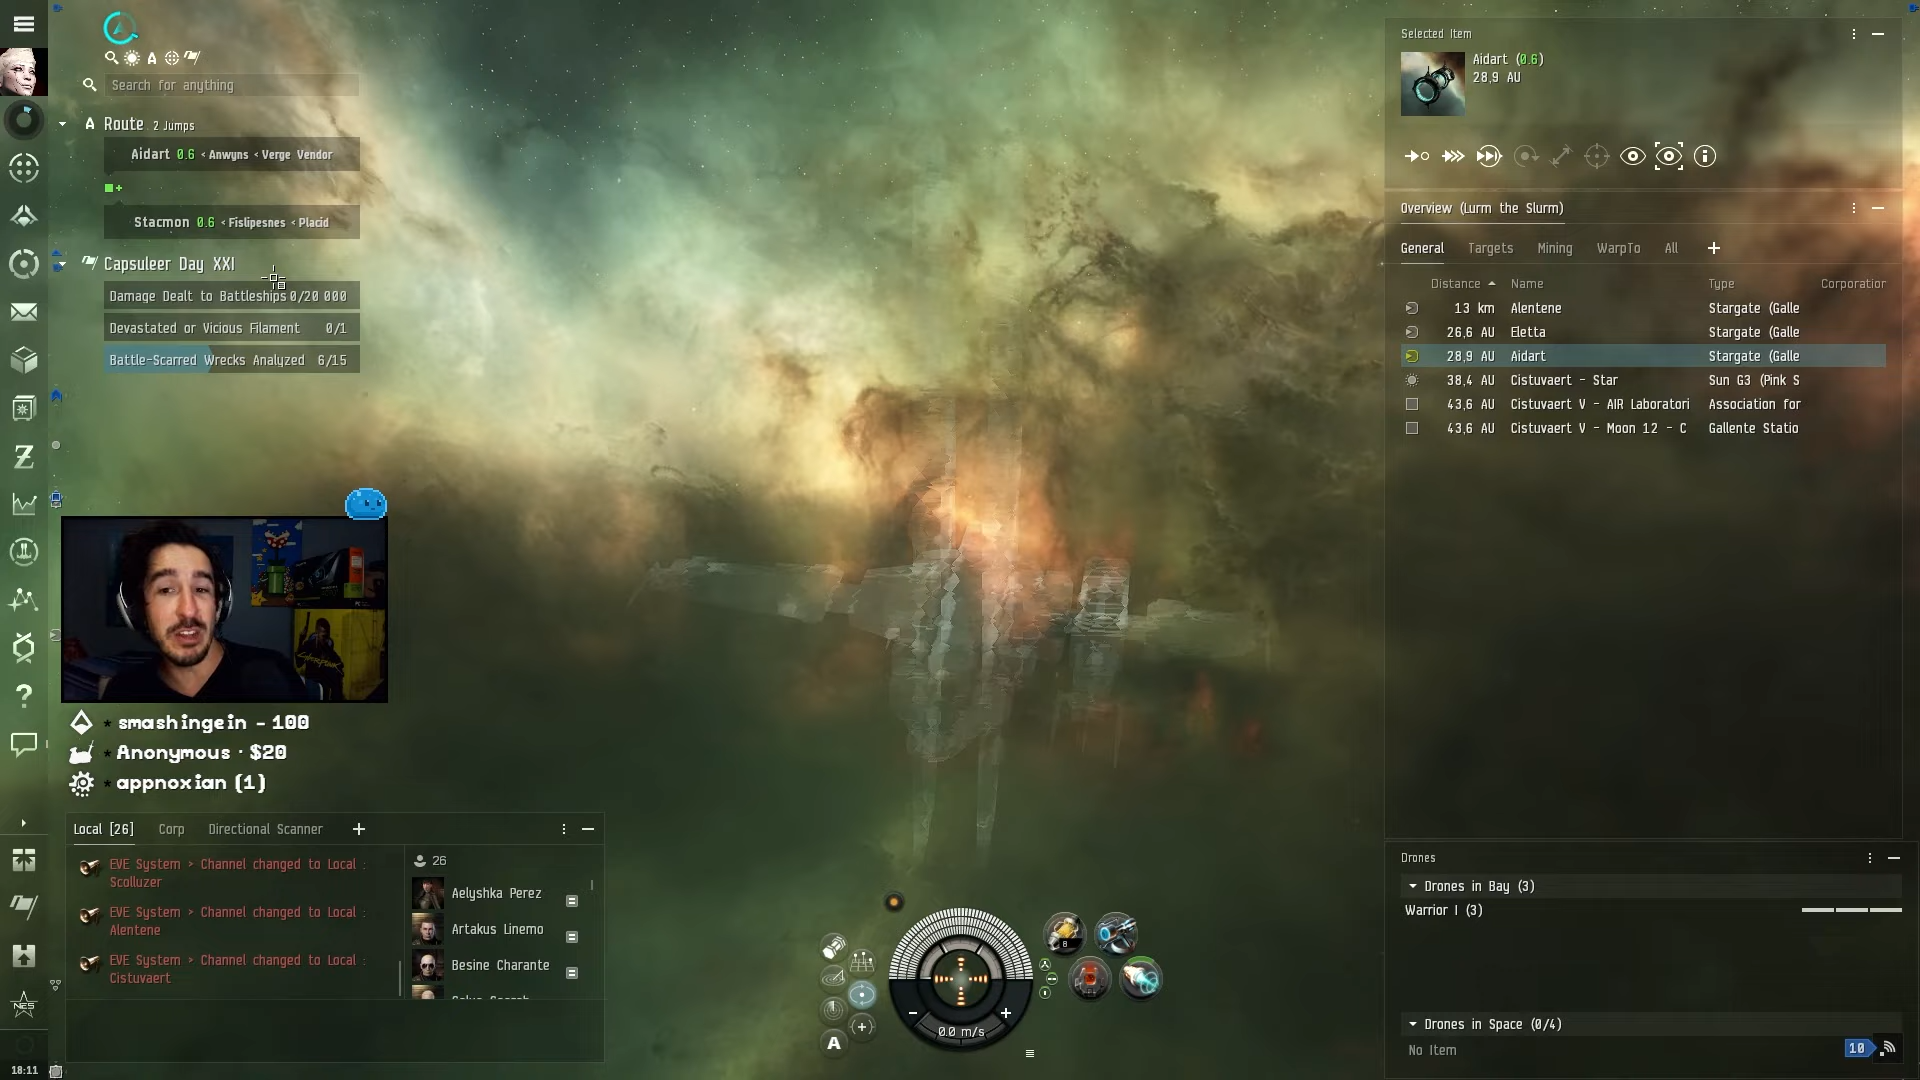 Search for anything
Route 2 Jumps
Aidart 0.6 < Anwyns < Verge Vendor
Stacmon 0.6 < Fislipesnes < Placid
Capsuleer Day XXI
Damage Dealt to Battleships 0/20 000
Devastated or Vicious Filament 0/1
Battle-Scarred Wrecks Analyzed 6/15
smashingein - 100
Anonymous · $20
appnoxian (1)
Local [26]
Corp
Directional Scanner
EVE System > Channel changed to Local :
Scolluzer
EVE System > Channel changed to Local :
Alentene
EVE System > Channel changed to Local :
Cistuvaert
26
Aelyshka Perez
Artakus Linemo
Besine Charante
NES
18:11
A
0.0 m/s
8
Selected Item
Aidart (0.6)
28,9 AU
Overview (Lurm the Slurm)
General Targets Mining WarpTo All
Distance Name Type Corporation
13 km Alentene Stargate (Galle
26,6 AU Eletta Stargate (Galle
28,9 AU Aidart Stargate (Galle
38,4 AU Cistuvaert - Star Sun G3 (Pink S
43,6 AU Cistuvaert V - AIR Laboratori Association for
43,6 AU Cistuvaert V - Moon 12 - C Gallente Statio
Drones
Drones in Bay (3)
Warrior I (3)
Drones in Space (0/4)
No Item
10